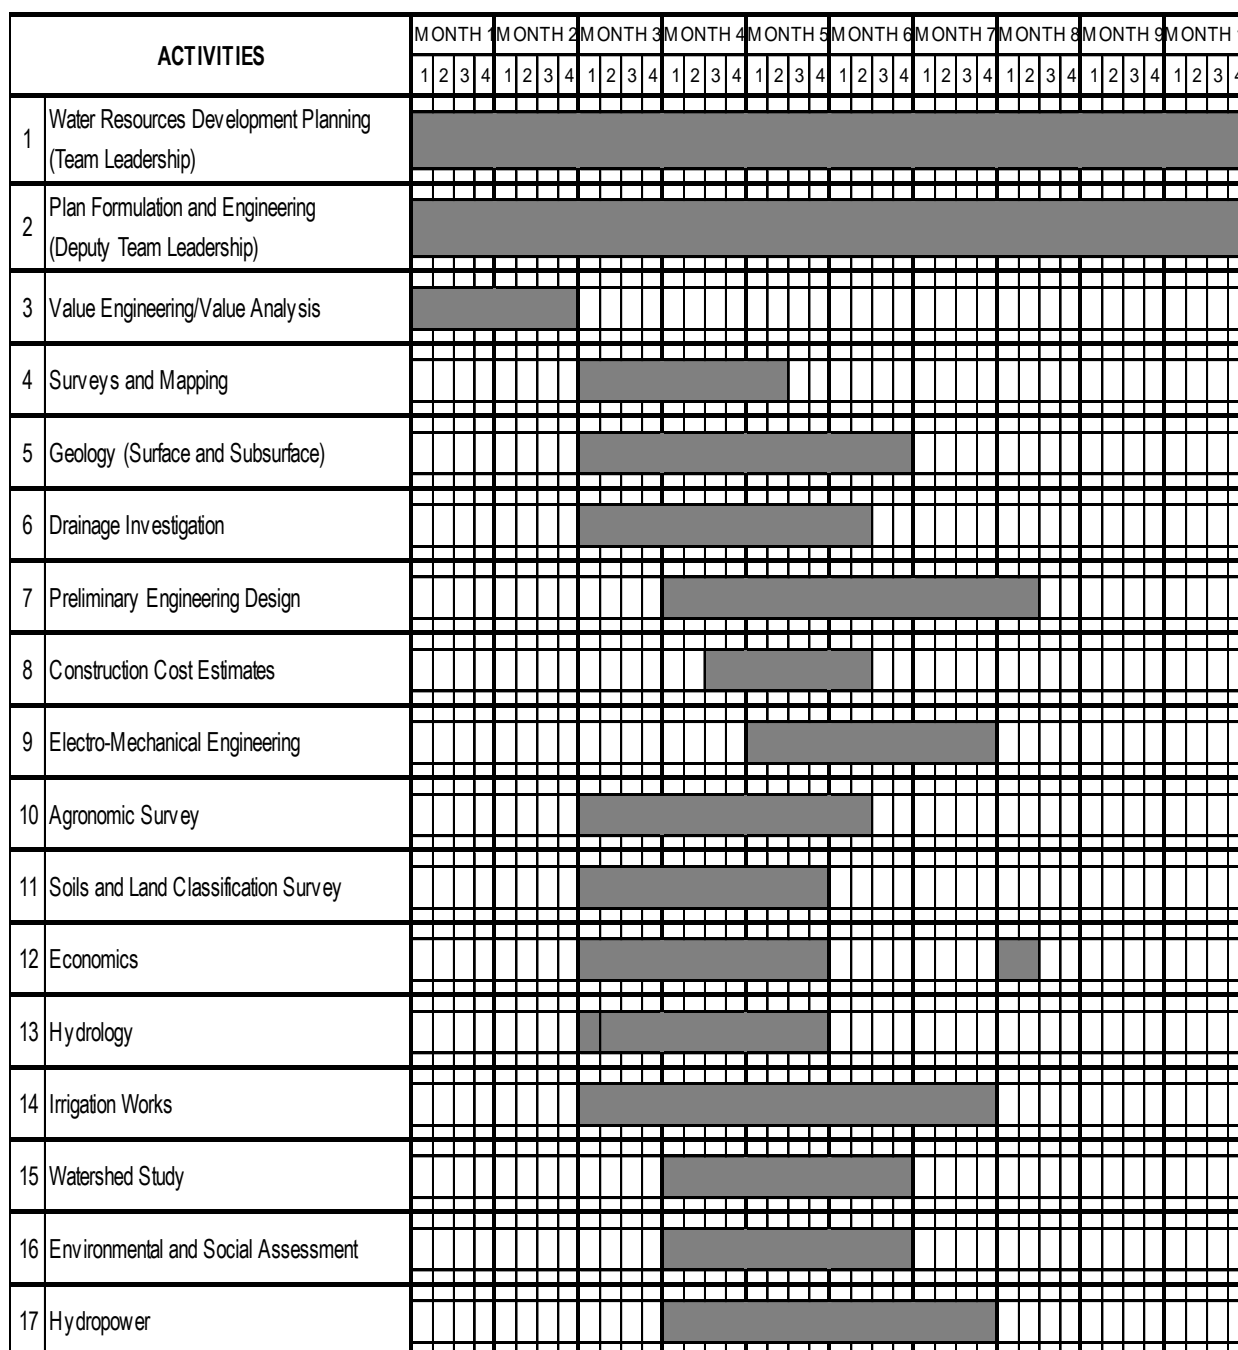 ACTIVITIES
MONTH 1 MONTH 2 MONTH 3 MONTH 4 MONTH 5 MONTH 6 MONTH 7 MONTH 8 MONTH 9 MONTH
1 2 3 4 1 2 3 4 1 2 3 4 1 2 3 4 1 2 3 4 1 2 3 4 1 2 3 4 1 2 3 4 1 2 3 4 1 2 3 4
1 Water Resources Development Planning
(Team Leadership)
2 Plan Formulation and Engineering
(Deputy Team Leadership)
3 Value Engineering/Value Analysis
4 Surveys and Mapping
5 Geology (Surface and Subsurface)
6 Drainage Investigation
7 Preliminary Engineering Design
8 Construction Cost Estimates
9 Electro-Mechanical Engineering
10 Agronomic Survey
11 Soils and Land Classification Survey
12 Economics
13 Hydrology
14 Irrigation Works
15 Watershed Study
16 Environmental and Social Assessment
17 Hydropower